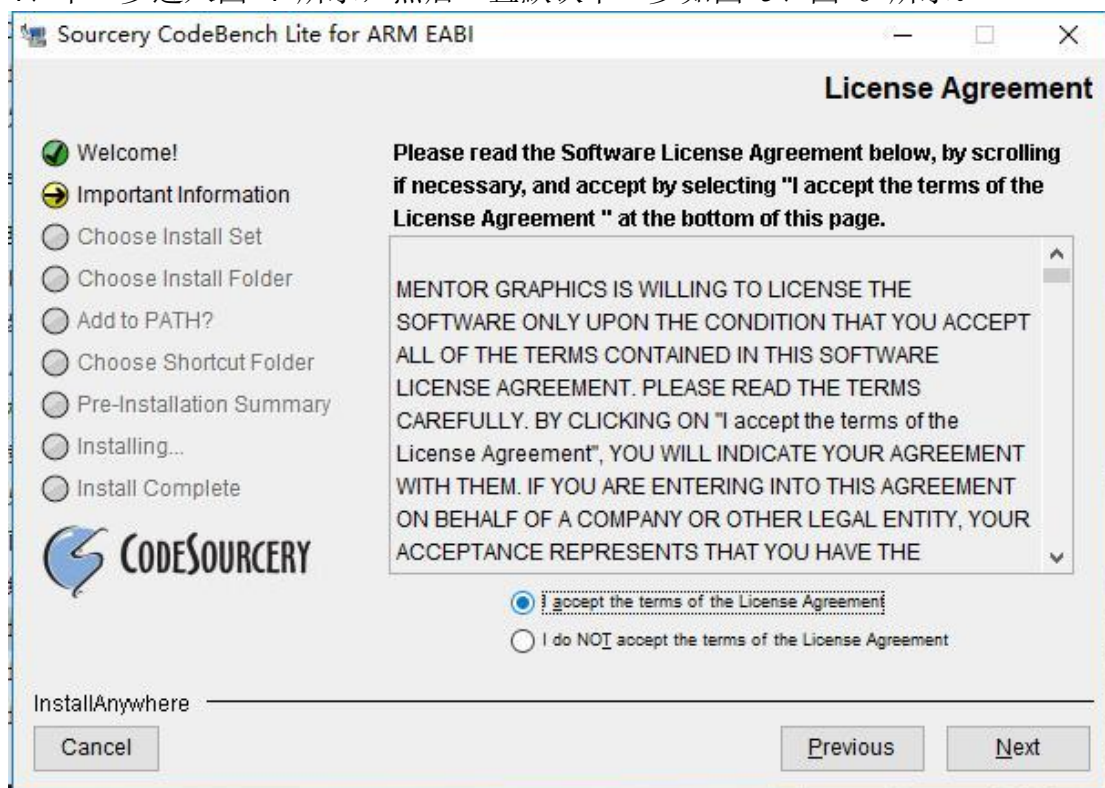 Sourcery CodeBench Lite for ARM EABI
License Agreement
Welcome!
Important Information
Choose Install Set
Choose Install Folder
Add to PATH?
Choose Shortcut Folder
Pre-Installation Summary
Installing...
Install Complete
CODESOURCERY
Please read the Software License Agreement below, by scrolling
if necessary, and accept by selecting "I accept the terms of the
License Agreement " at the bottom of this page.
MENTOR GRAPHICS IS WILLING TO LICENSE THE
SOFTWARE ONLY UPON THE CONDITION THAT YOU ACCEPT
ALL OF THE TERMS CONTAINED IN THIS SOFTWARE
LICENSE AGREEMENT. PLEASE READ THE TERMS
CAREFULLY. BY CLICKING ON "I accept the terms of the
License Agreement", YOU WILL INDICATE YOUR AGREEMENT
WITH THEM. IF YOU ARE ENTERING INTO THIS AGREEMENT
ON BEHALF OF A COMPANY OR OTHER LEGAL ENTITY, YOUR
ACCEPTANCE REPRESENTS THAT YOU HAVE THE
I accept the terms of the License Agreement
I do NOT accept the terms of the License Agreement
InstallAnywhere
Cancel
Previous
Next